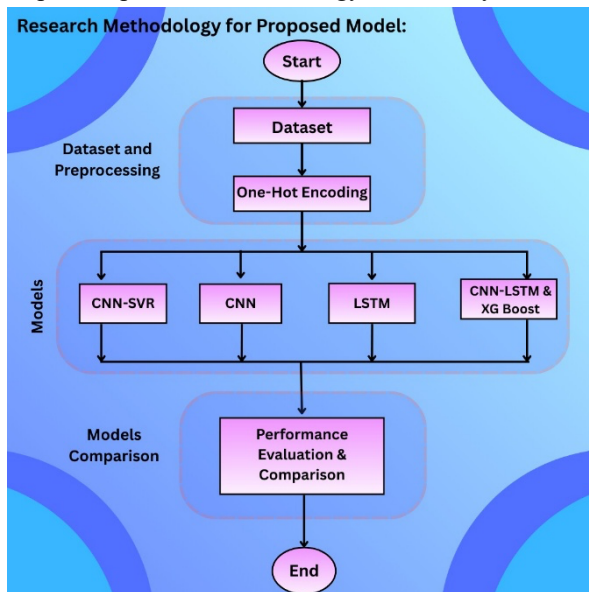 Research Methodology for Proposed Model:
Start
Dataset and
Preprocessing
Dataset
One-Hot Encoding
Models
CNN-SVR
CNN
LSTM
CNN-LSTM &
XG Boost
Models
Comparison
Performance
Evaluation &
Comparison
End